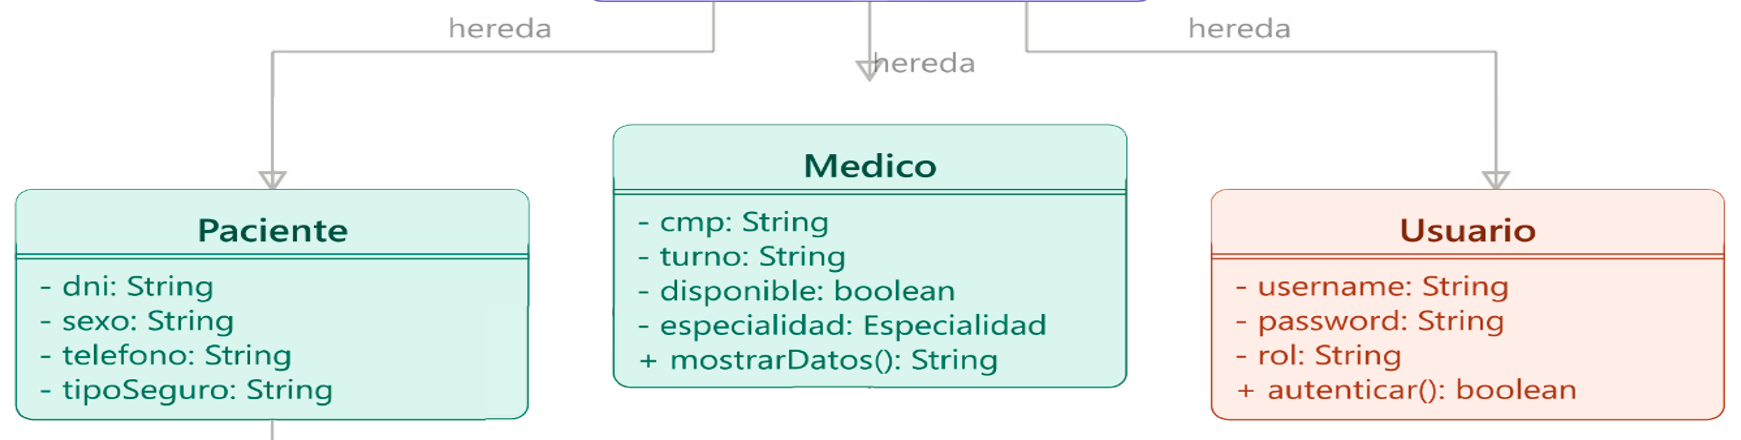 hereda
hereda
hereda
Paciente
- dni: String
- sexo: String
- telefono: String
- tipoSeguro: String
Medico
- cmp: String
- turno: String
- disponible: boolean
- especialidad: Especialidad
+ mostrarDatos(): String
Usuario
- username: String
- password: String
- rol: String
+ autenticar(): boolean